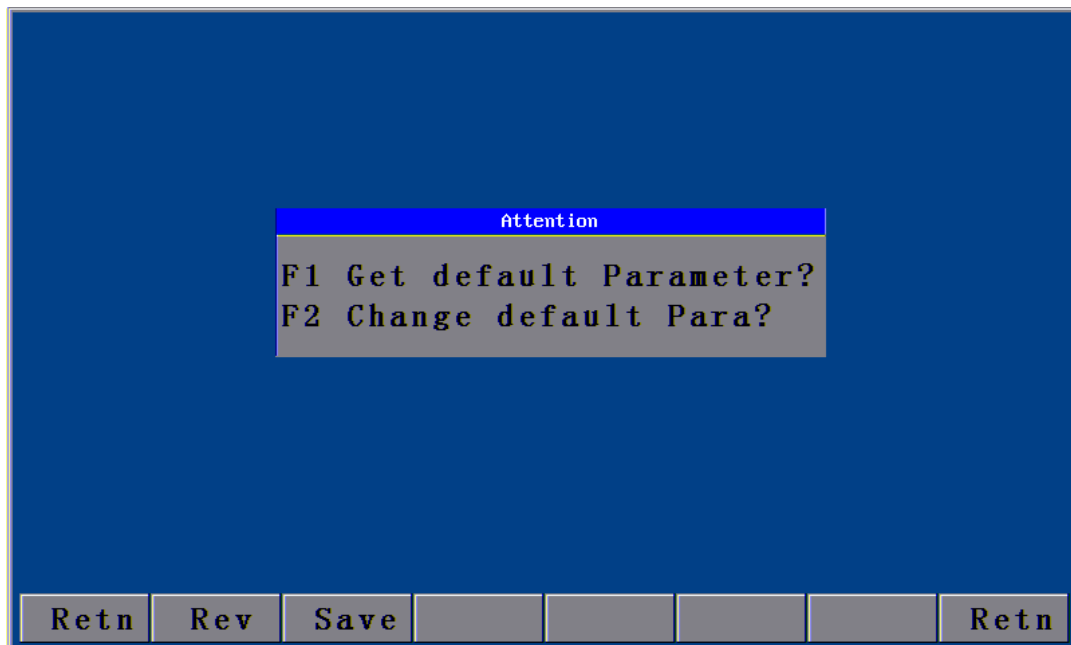 Attention
F1 Get default Parameter?
F2 Change default Para?
Retn Rev Save Retn